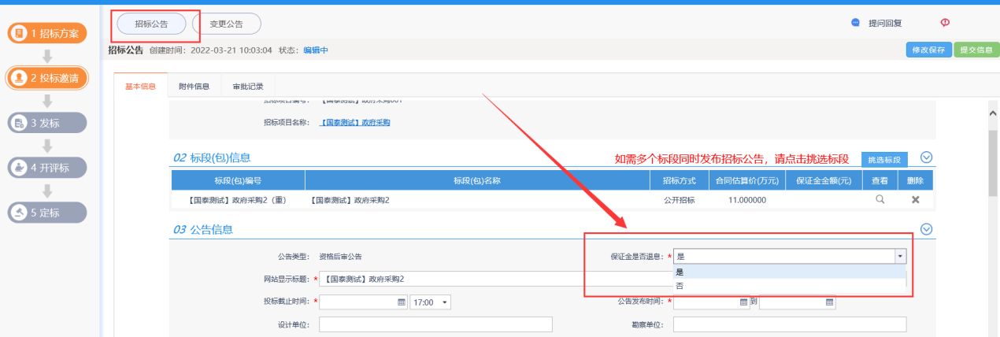 招标公告
变更公告
提问回复
1 招标方案
2 投标邀请
3 发标
4 开评标
5 定标
招标公告 创建时间：2022-03-21 10:03:04 状态：编辑中
修改保存
提交信息
基本信息
附件信息
审批记录
招标项目编号：【国泰测试】政府采购001
招标项目名称：【国泰测试】政府采购
02 标段(包)信息
如需多个标段同时发布招标公告，请点击挑选标段
挑选标段
标段(包)编号 标段(包)名称 招标方式 合同估算价(万元) 保证金金额(元) 查看 删除
【国泰测试】政府采购2（重） 【国泰测试】政府采购2 公开招标 11.000000
03 公告信息
公告类型：资格后审公告
保证金是否退息：* 是
是
否
网站显示标题：* 【国泰测试】政府采购2
投标截止时间：* 17:00
公告发布时间：* 到
设计单位：
勘察单位：